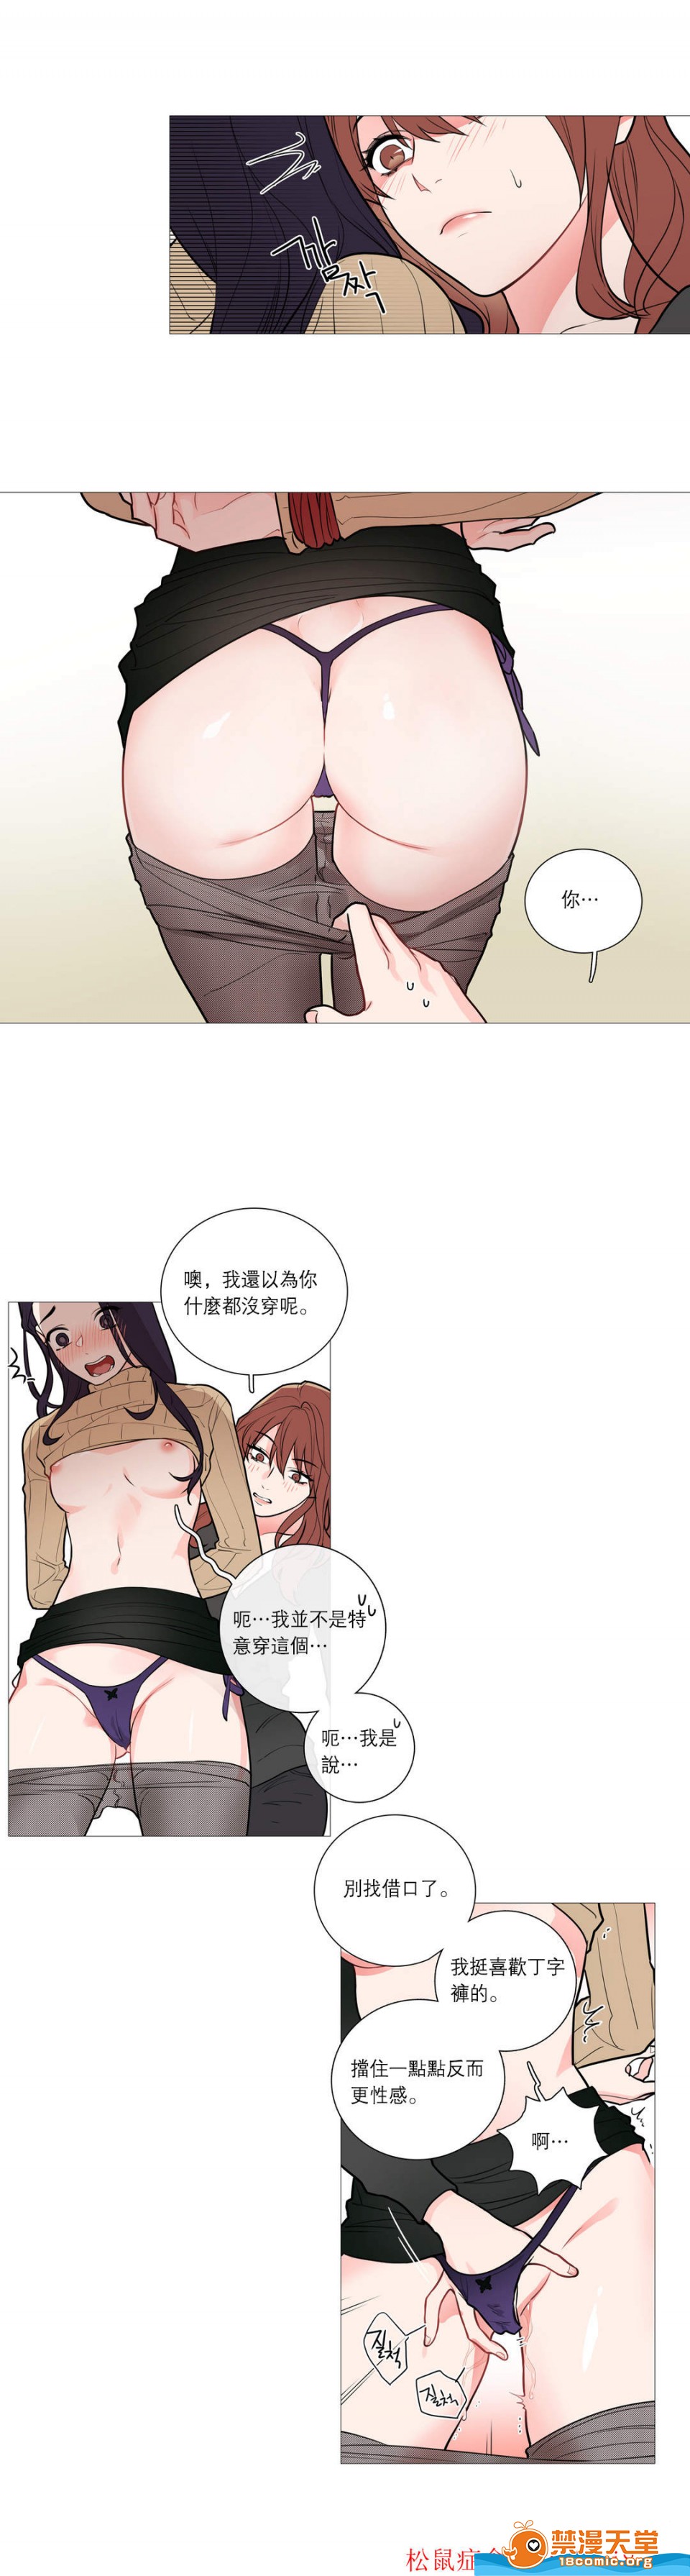 깜짝
你…
噢，我還以為你
什麼都沒穿呢。
呃…我並不是特
意穿這個…
呃…我是
說…
別找借口了。
我挺喜歡丁字
褲的。
擋住一點點反而
更性感。
啊…
질척
질척
松鼠症
禁漫天堂
18comic.org